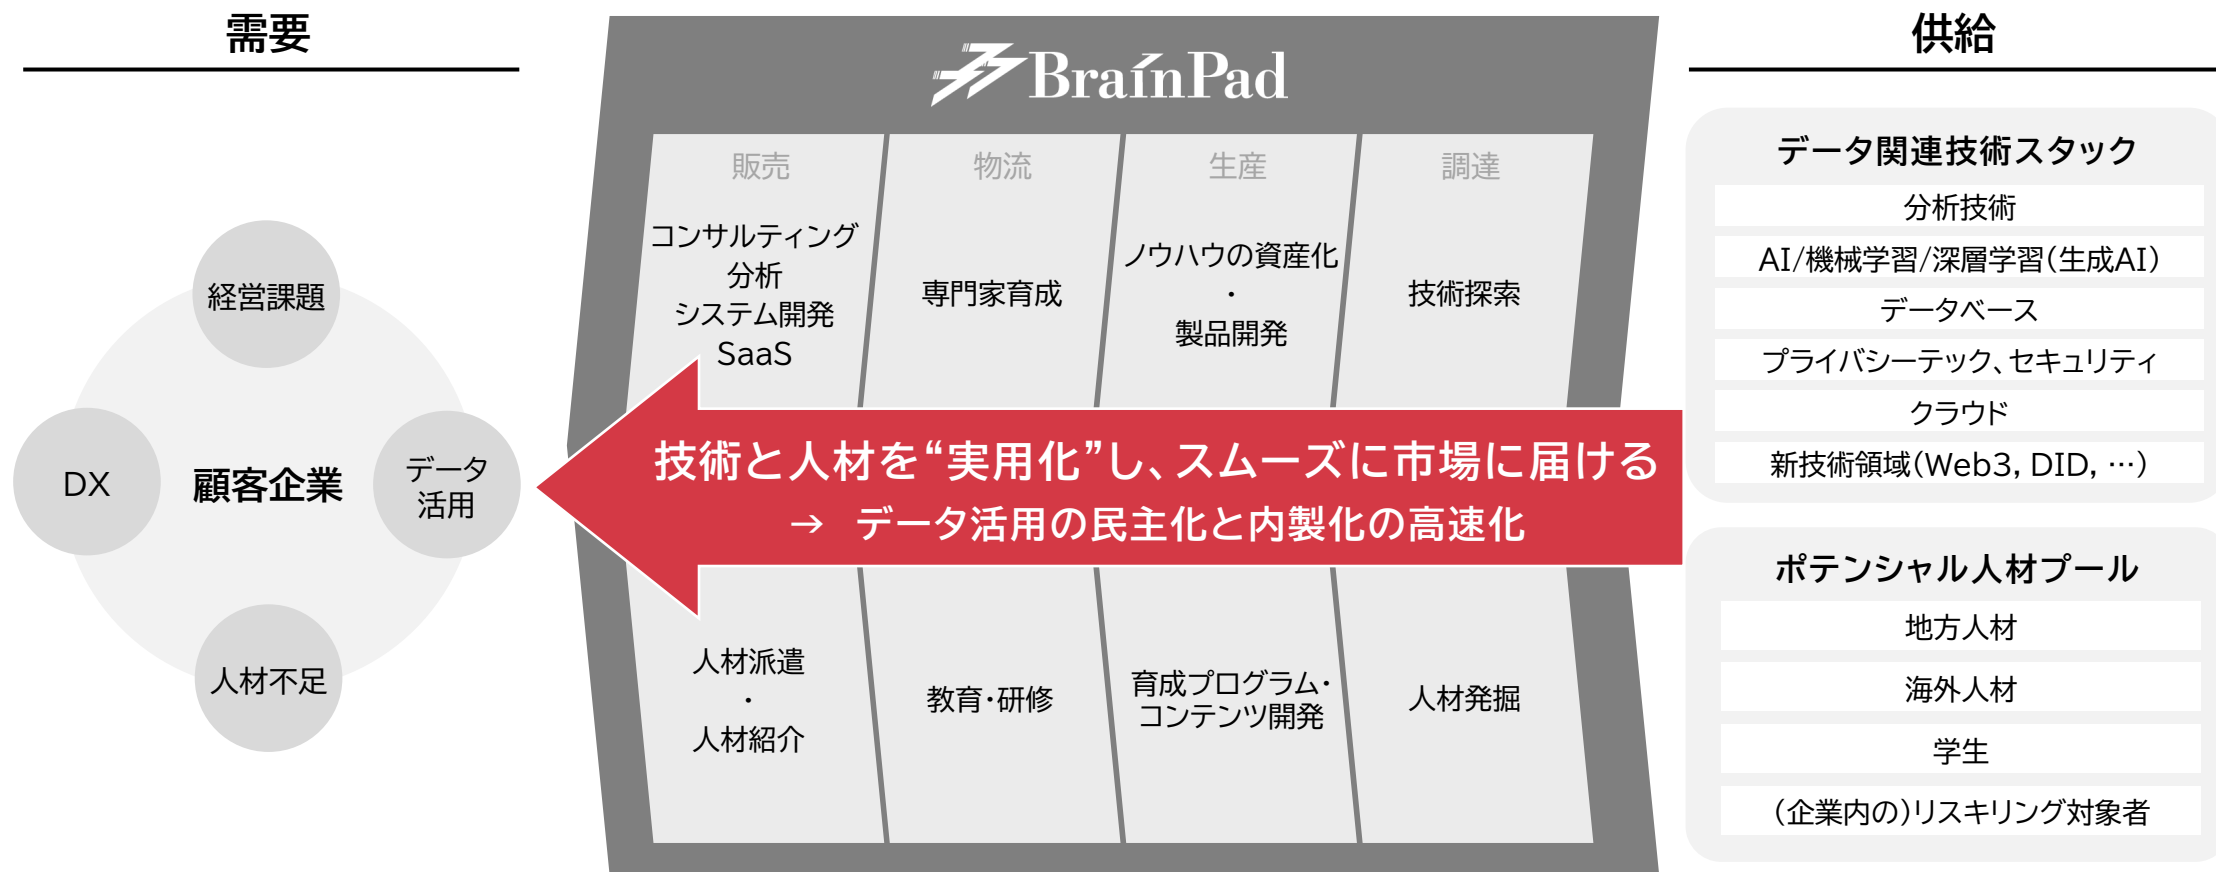 需要
経営課題
DX
顧客企業
データ
活用
人材不足
BrainPad
販売
コンサルティング
分析
システム開発
SaaS
物流
専門家育成
生産
ノウハウの資産化
・
製品開発
調達
技術探索
技術と人材を“実用化”し、スムーズに市場に届ける
→ データ活用の民主化と内製化の高速化
人材派遣
・
人材紹介
教育・研修
育成プログラム・
コンテンツ開発
人材発掘
供給
データ関連技術スタック
分析技術
AI/機械学習/深層学習（生成AI）
データベース
プライバシーテック、セキュリティ
クラウド
新技術領域（Web3, DID, …）
ポテンシャル人材プール
地方人材
海外人材
学生
（企業内の）リスキリング対象者